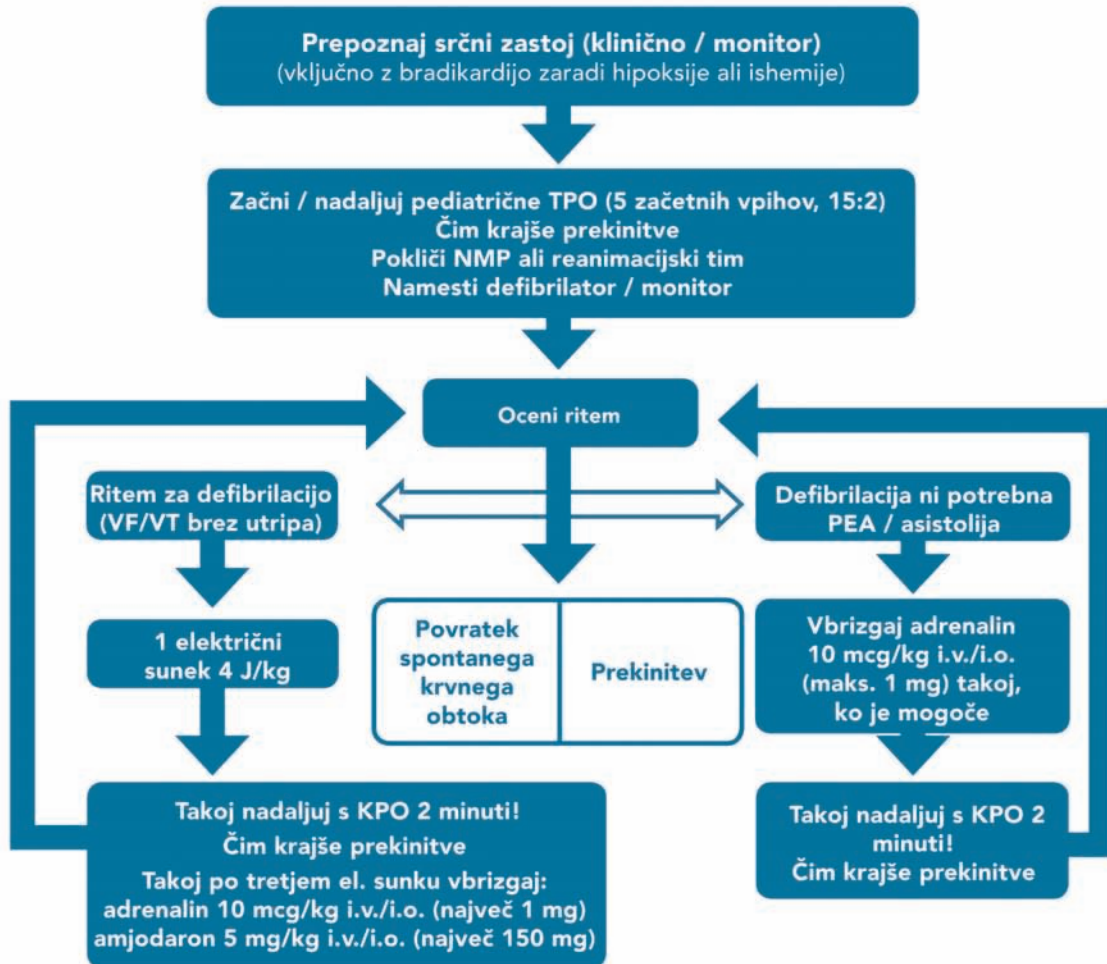 Prepoznaj srčni zastoj (klinično / monitor)
(vključno z bradikardijo zaradi hipoksije ali ishemije)
Začni / nadaljuj pediatrične TPO (5 začetnih vpihov, 15:2)
Čim krajše prekinitve
Pokliči NMP ali reanimacijski tim
Namesti defibrilator / monitor
Oceni ritem
Ritem za defibrilacijo
(VF/VT brez utripa)
Defibrilacija ni potrebna
PEA / asistolija
1 električni
sunek 4 J/kg
Povratek
spontanega
krvnega
obtoka
Prekinitev
Vbrizgaj adrenalin
10 mcg/kg i.v./i.o.
(maks. 1 mg) takoj,
ko je mogoče
Takoj nadaljuj s KPO 2 minuti!
Čim krajše prekinitve
Takoj po tretjem el. sunku vbrizgaj:
adrenalin 10 mcg/kg i.v./i.o. (največ 1 mg)
amjodaron 5 mg/kg i.v./i.o. (največ 150 mg)
Takoj nadaljuj s KPO 2
minuti!
Čim krajše prekinitve